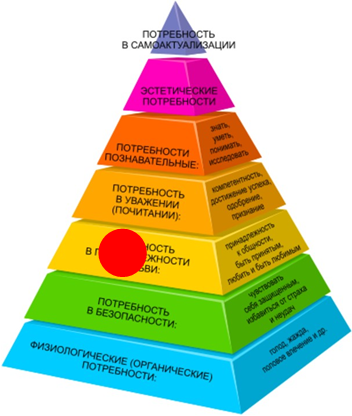 ПОТРЕБНОСТЬ
В САМОАКТУАЛИЗАЦИИ
ЭСТЕТИЧЕСКИЕ
ПОТРЕБНОСТИ
ПОТРЕБНОСТИ
ПОЗНАВАТЕЛЬНЫЕ:
знать,
уметь,
понимать,
исследовать
ПОТРЕБНОСТЬ
В УВАЖЕНИИ
(ПОЧИТАНИИ):
компетентность,
достижение успеха,
одобрение,
признание
В
принадлежность
к общности,
быть принятым,
любить и быть любимым
ПОТРЕБНОСТЬ
В БЕЗОПАСНОСТИ:
чувствовать
себя защищенным,
избавиться от страха
и неудач
ФИЗИОЛОГИЧЕСКИЕ (ОРГАНИЧЕСКИЕ)
ПОТРЕБНОСТИ:
голод, жажда,
половое влечение и др.